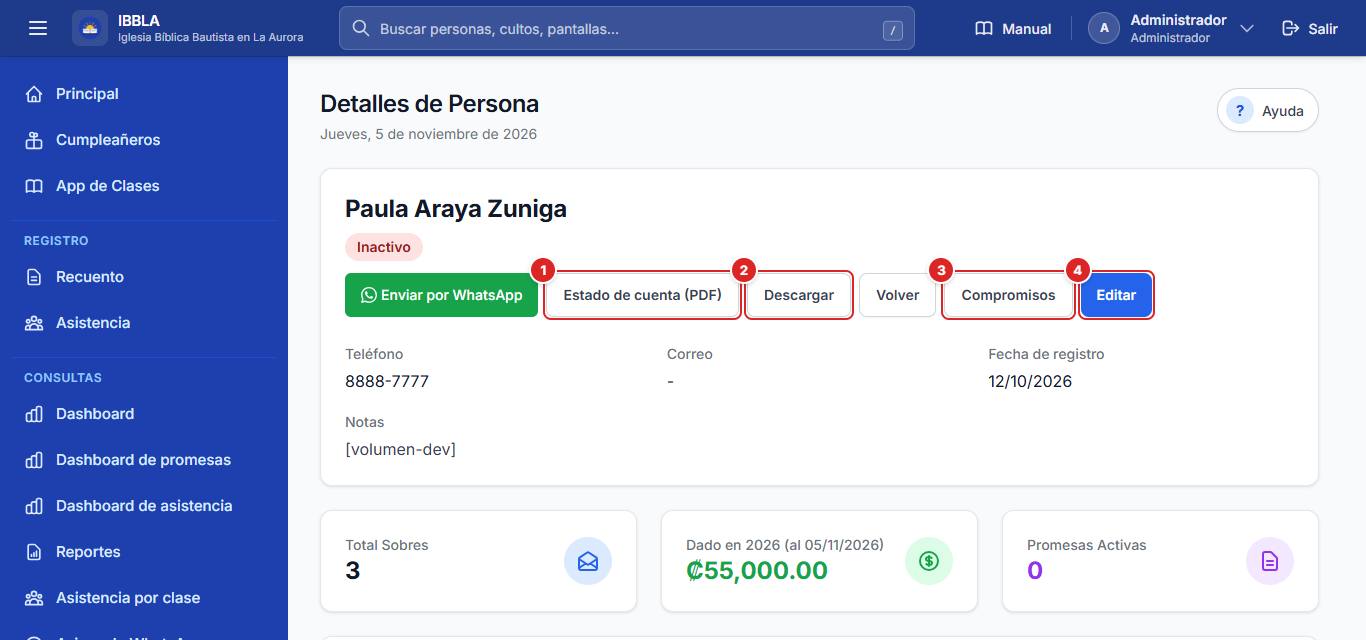 IBBLA
Iglesia Bíblica Bautista en La Aurora
Buscar personas, cultos, pantallas...
/
Manual
A
Administrador
Administrador
Salir
Principal
Cumpleañeros
App de Clases
REGISTRO
Recuento
Asistencia
CONSULTAS
Dashboard
Dashboard de promesas
Dashboard de asistencia
Reportes
Asistencia por clase
Detalles de Persona
Jueves, 5 de noviembre de 2026
? Ayuda
Paula Araya Zuniga
Inactivo
1 2 3 4
Enviar por WhatsApp Estado de cuenta (PDF) Descargar Volver Compromisos Editar
Teléfono Correo Fecha de registro
8888-7777 - 12/10/2026
Notas
[volumen-dev]
Total Sobres
3
Dado en 2026 (al 05/11/2026)
₡55,000.00
$
Promesas Activas
0